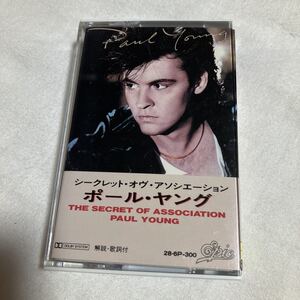 Paul Young
シークレット・オヴ・アソシエーション
ポール・ヤング
THE SECRET OF ASSOCIATION
PAUL YOUNG
DOLBY SYSTEM
解説・歌詞付
28·6P-300
Epic